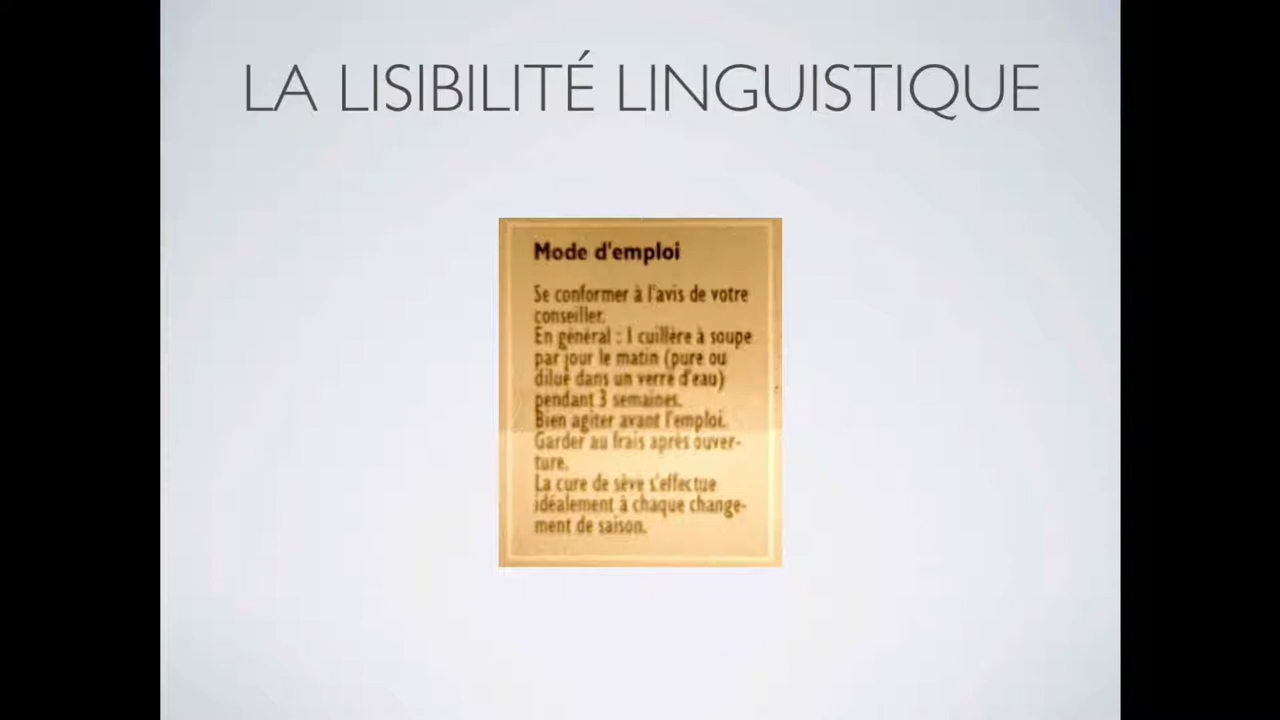 LA LISIBILITÉ LINGUISTIQUE
Mode d'emploi
Se conformer à l'avis de votre
conseiller.
En général : 1 cuillère à soupe
par jour le matin (pure ou
dilué dans un verre d'eau)
pendant 3 semaines.
Bien agiter avant l'emploi.
Garder au frais après ouver-
ture.
La cure de sève s'effectue
idéalement à chaque change-
ment de saison.